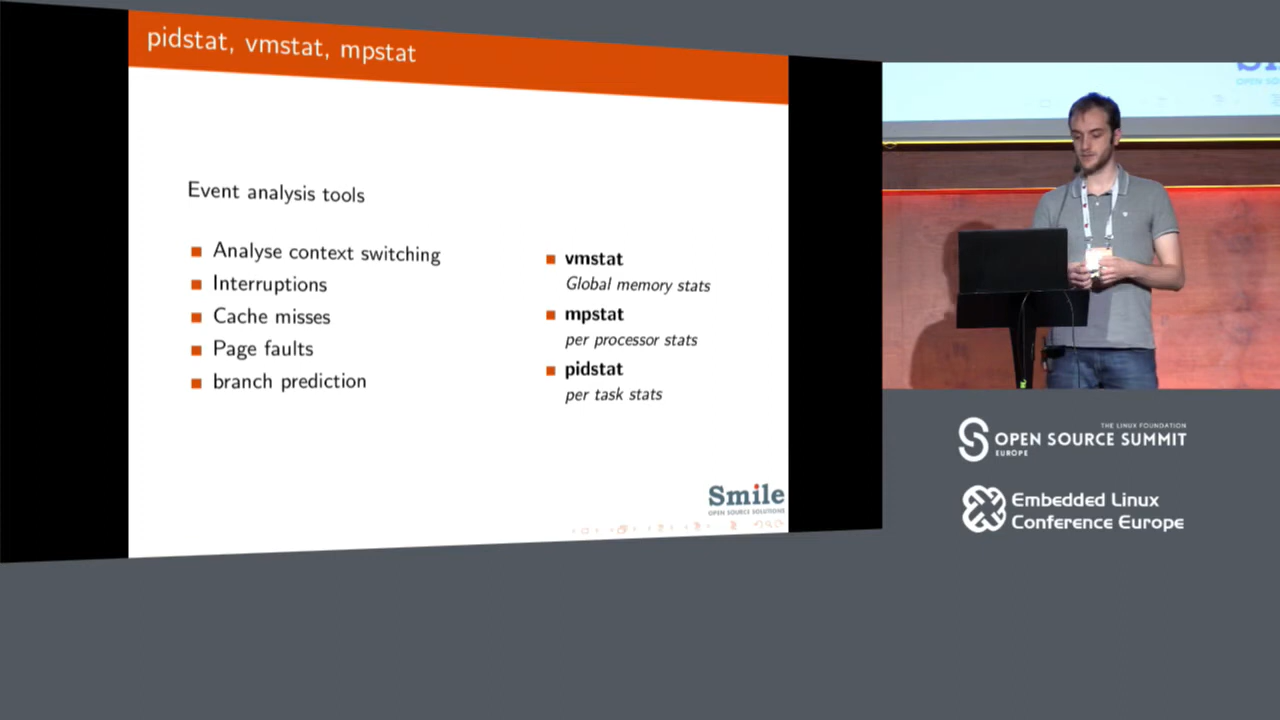 pidstat, vmstat, mpstat
Event analysis tools
Analyse context switching
Interruptions
Cache misses
Page faults
branch prediction
vmstat
Global memory stats
mpstat
per processor stats
pidstat
per task stats
Smile
OPEN SOURCE SOLUTIONS
THE LINUX FOUNDATION
OPEN SOURCE SUMMIT
EUROPE
Embedded Linux
Conference Europe